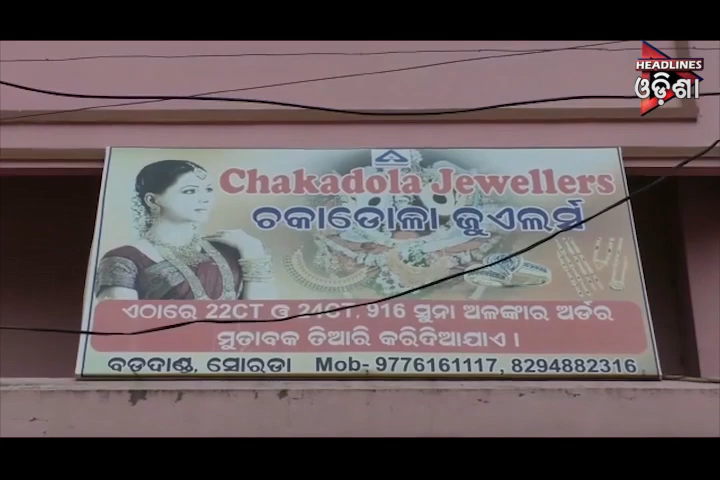 HEADLINES
ଓଡ଼ିଶା
Chakadola Jewellers
ଚକାଡୋଳା ଜୁଏଲର୍ସ
ଏଠାରେ 22CT ଓ 24CT. 916 ସୁନା ଅଳଙ୍କାର ଅର୍ଡର
ମୁତାବକ ତିଆରି କରିଦିଆଯାଏ ।
ବଡଦାଣ୍ଡ, ସୋରଡା Mob- 9776161117, 8294882316